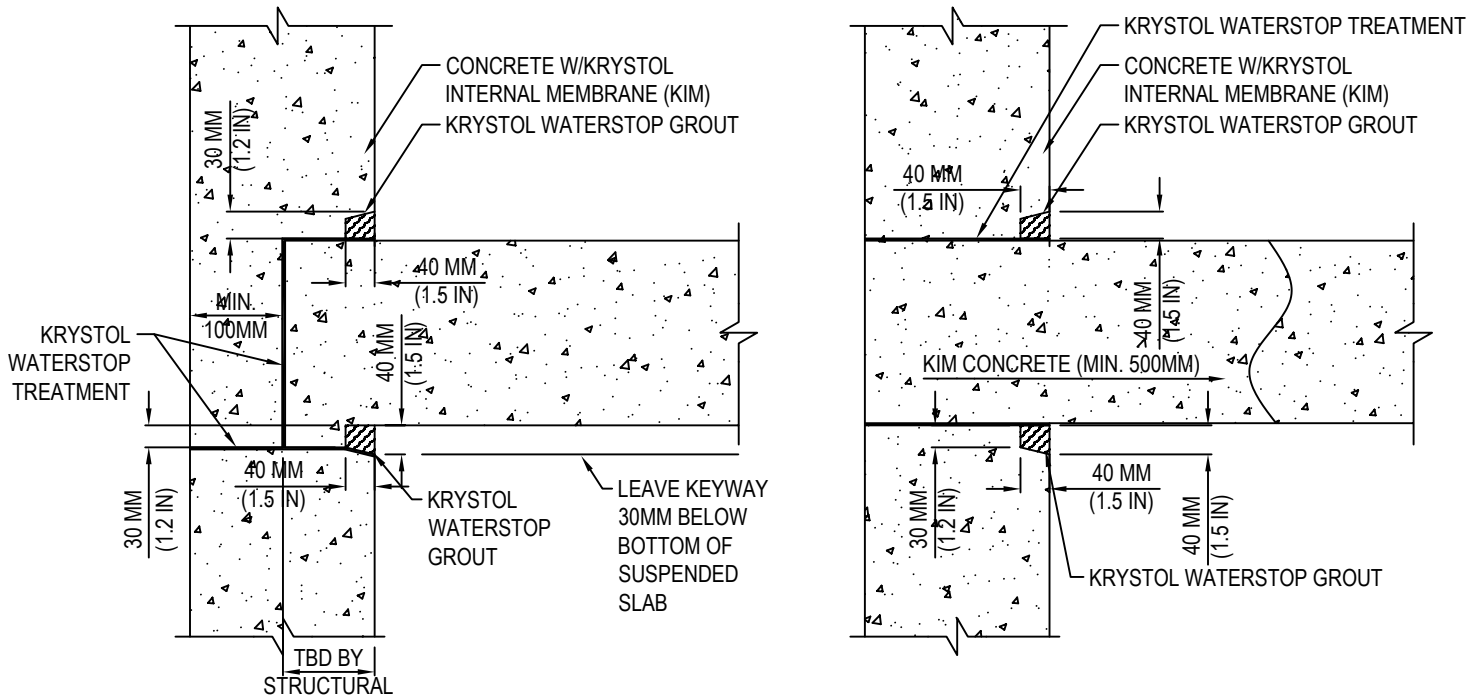 CONCRETE W/KRYSTOL
INTERNAL MEMBRANE (KIM)
KRYSTOL WATERSTOP GROUT
30 MM
(1.2 IN)
40 MM
(1.5 IN)
MIN.
100MM
KRYSTOL
WATERSTOP
TREATMENT
40 MM
(1.5 IN)
30 MM
(1.2 IN)
40 MM
(1.5 IN)
KRYSTOL
WATERSTOP
GROUT
LEAVE KEYWAY
30MM BELOW
BOTTOM OF
SUSPENDED
SLAB
TBD BY
STRUCTURAL
KRYSTOL WATERSTOP TREATMENT
CONCRETE W/KRYSTOL
INTERNAL MEMBRANE (KIM)
KRYSTOL WATERSTOP GROUT
40 MM
(1.5 IN)
40 MM
(1.5 IN)
KIM CONCRETE (MIN. 500MM)
30 MM
(1.2 IN)
40 MM
(1.5 IN)
40 MM
(1.5 IN)
KRYSTOL WATERSTOP GROUT